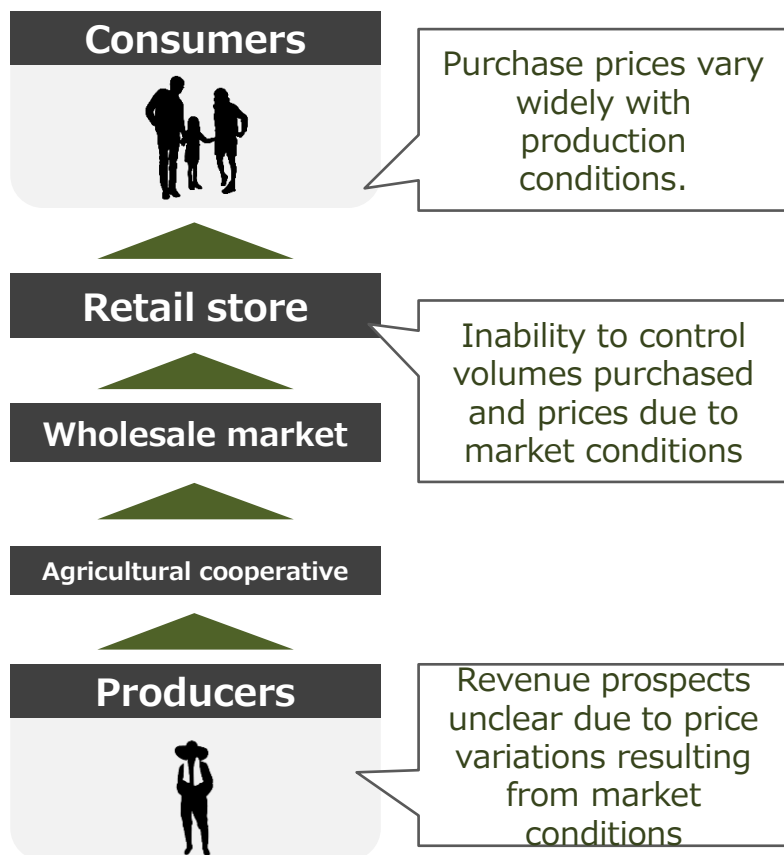 Consumers
Purchase prices vary
widely with
production
conditions.
Retail store
Inability to control
volumes purchased
and prices due to
market conditions
Wholesale market
Agricultural cooperative
Producers
Revenue prospects
unclear due to price
variations resulting
from market
conditions